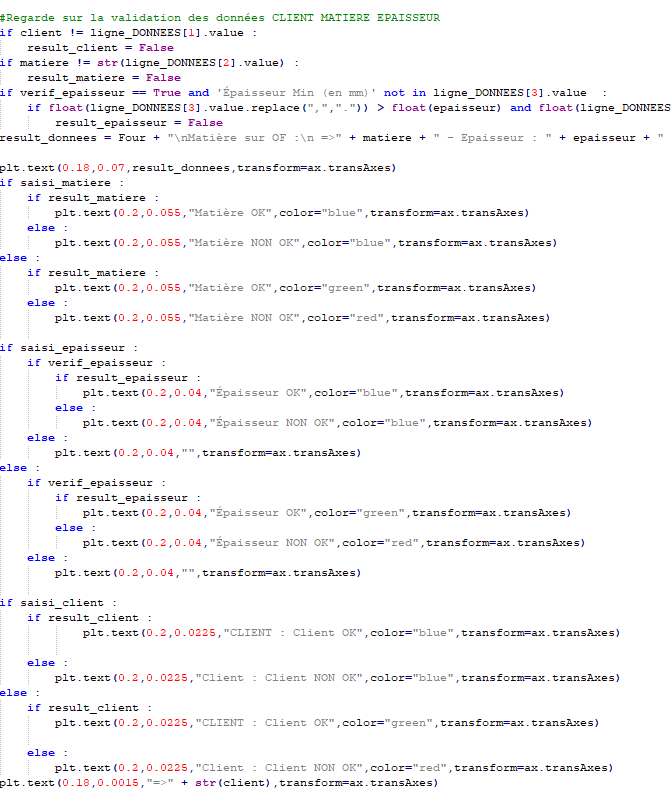 #Regarde sur la validation des données CLIENT MATIERE EPAISSEUR
if client != ligne_DONNEES[1].value :
    result_client = False
if matiere != str(ligne_DONNEES[2].value) :
    result_matiere = False
if verif_epaisseur == True and 'Épaisseur Min (en mm)' not in ligne_DONNEES[3].value  :
    if float(ligne_DONNEES[3].value.replace(",",".")) > float(epaisseur) and float(ligne_DONNEES
        result_epaisseur = False
result_donnees = Four + "\nMatière sur OF :\n =>" + matiere + " - Epaisseur : " + epaisseur + "
plt.text(0.18,0.07,result_donnees,transform=ax.transAxes)
if saisi_matiere :
    if result_matiere :
        plt.text(0.2,0.055,"Matière OK",color="blue",transform=ax.transAxes)
    else :
        plt.text(0.2,0.055,"Matière NON OK",color="blue",transform=ax.transAxes)
else :
    if result_matiere :
        plt.text(0.2,0.055,"Matière OK",color="green",transform=ax.transAxes)
    else :
        plt.text(0.2,0.055,"Matière NON OK",color="red",transform=ax.transAxes)
if saisi_epaisseur :
    if verif_epaisseur :
        if result_epaisseur :
            plt.text(0.2,0.04,"Épaisseur OK",color="blue",transform=ax.transAxes)
        else :
            plt.text(0.2,0.04,"Épaisseur NON OK",color="blue",transform=ax.transAxes)
    else :
        plt.text(0.2,0.04,"",transform=ax.transAxes)
else :
    if verif_epaisseur :
        if result_epaisseur :
            plt.text(0.2,0.04,"Épaisseur OK",color="green",transform=ax.transAxes)
        else :
            plt.text(0.2,0.04,"Épaisseur NON OK",color="red",transform=ax.transAxes)
    else :
        plt.text(0.2,0.04,"",transform=ax.transAxes)
if saisi_client :
    if result_client :
            plt.text(0.2,0.0225,"CLIENT : Client OK",color="blue",transform=ax.transAxes)
    else :
        plt.text(0.2,0.0225,"Client : Client NON OK",color="blue",transform=ax.transAxes)
else :
    if result_client :
        plt.text(0.2,0.0225,"CLIENT : Client OK",color="green",transform=ax.transAxes)
    else :
        plt.text(0.2,0.0225,"Client : Client NON OK",color="red",transform=ax.transAxes)
plt.text(0.18,0.0015,"=>" + str(client),transform=ax.transAxes)